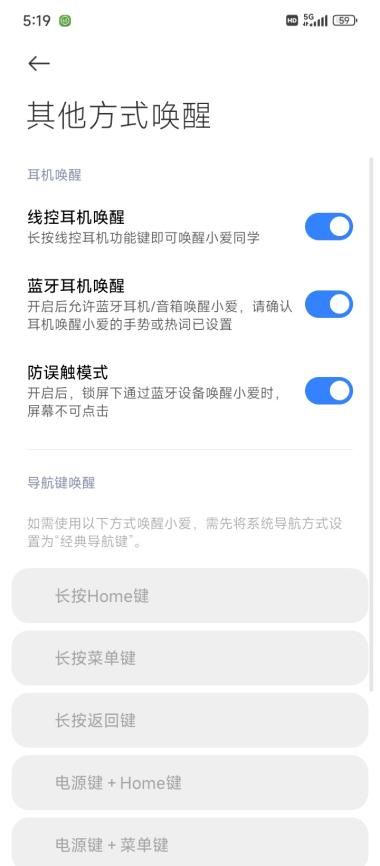 5:19
HD 5G 59
其他方式唤醒
耳机唤醒
线控耳机唤醒
长按线控耳机功能键即可唤醒小爱同学
蓝牙耳机唤醒
开启后允许蓝牙耳机/音箱唤醒小爱，请确认
耳机唤醒小爱的手势或热词已设置
防误触模式
开启后，锁屏下通过蓝牙设备唤醒小爱时，
屏幕不可点击
导航键唤醒
如需使用以下方式唤醒小爱，需先将系统导航方式设
置为“经典导航键”。
长按Home键
长按菜单键
长按返回键
电源键 + Home键
电源键 + 菜单键